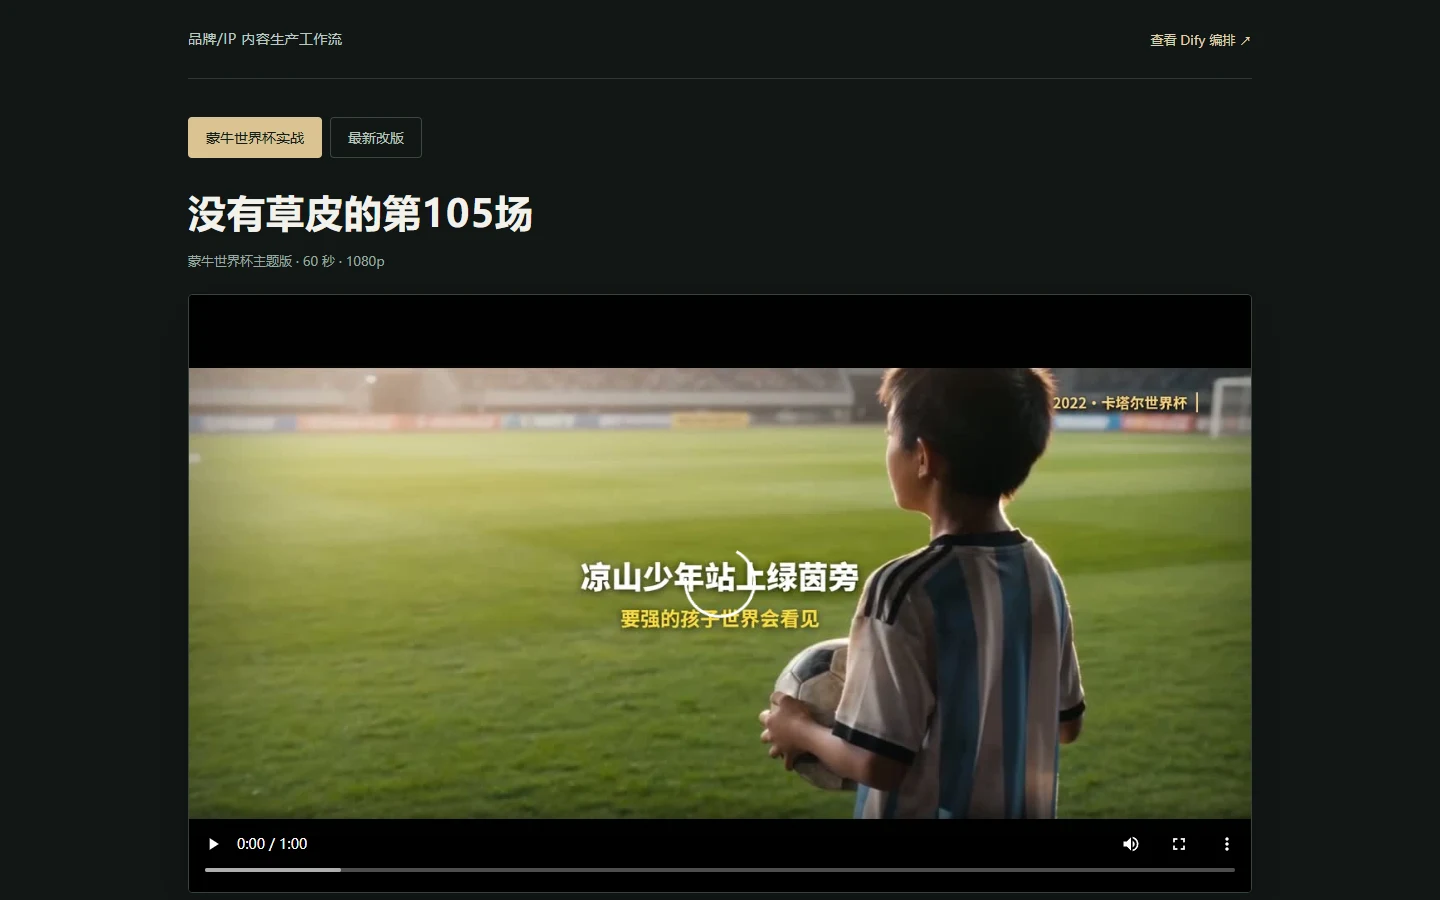 品牌/IP 内容生产工作流
查看 Dify 编排 ↗
蒙牛世界杯实战
最新改版
没有草皮的第105场
蒙牛世界杯主题版 · 60 秒 · 1080p
2022 · 卡塔尔世界杯
凉山少年站上绿茵旁
要强的孩子世界会看见
0:00 / 1:00